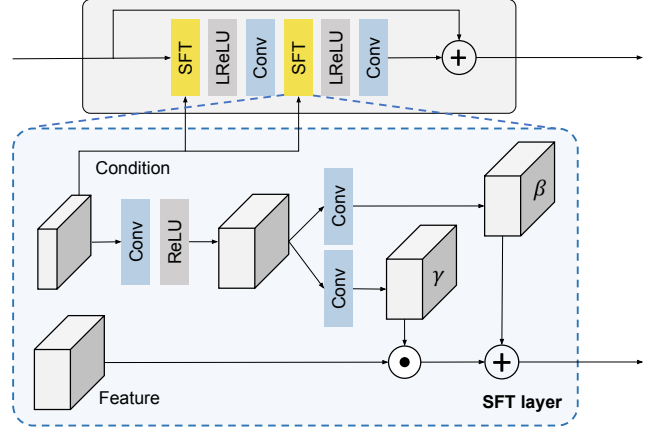 SFT
LReLU
Conv
SFT
LReLU
Conv
+
Condition
Conv
ReLU
Conv
Conv
β
γ
Feature
+
SFT layer